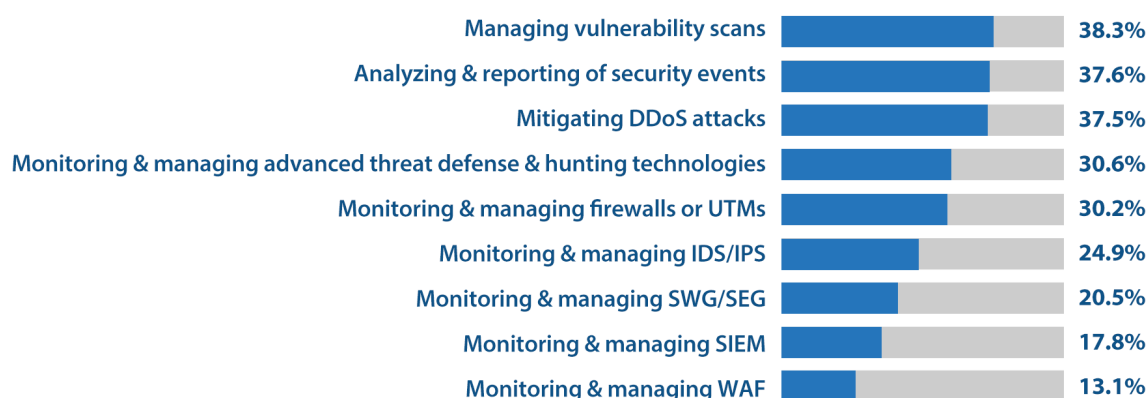 Managing vulnerability scans 38.3%
Analyzing & reporting of security events 37.6%
Mitigating DDoS attacks 37.5%
Monitoring & managing advanced threat defense & hunting technologies 30.6%
Monitoring & managing firewalls or UTMs 30.2%
Monitoring & managing IDS/IPS 24.9%
Monitoring & managing SWG/SEG 20.5%
Monitoring & managing SIEM 17.8%
Monitoring & managing WAF 13.1%